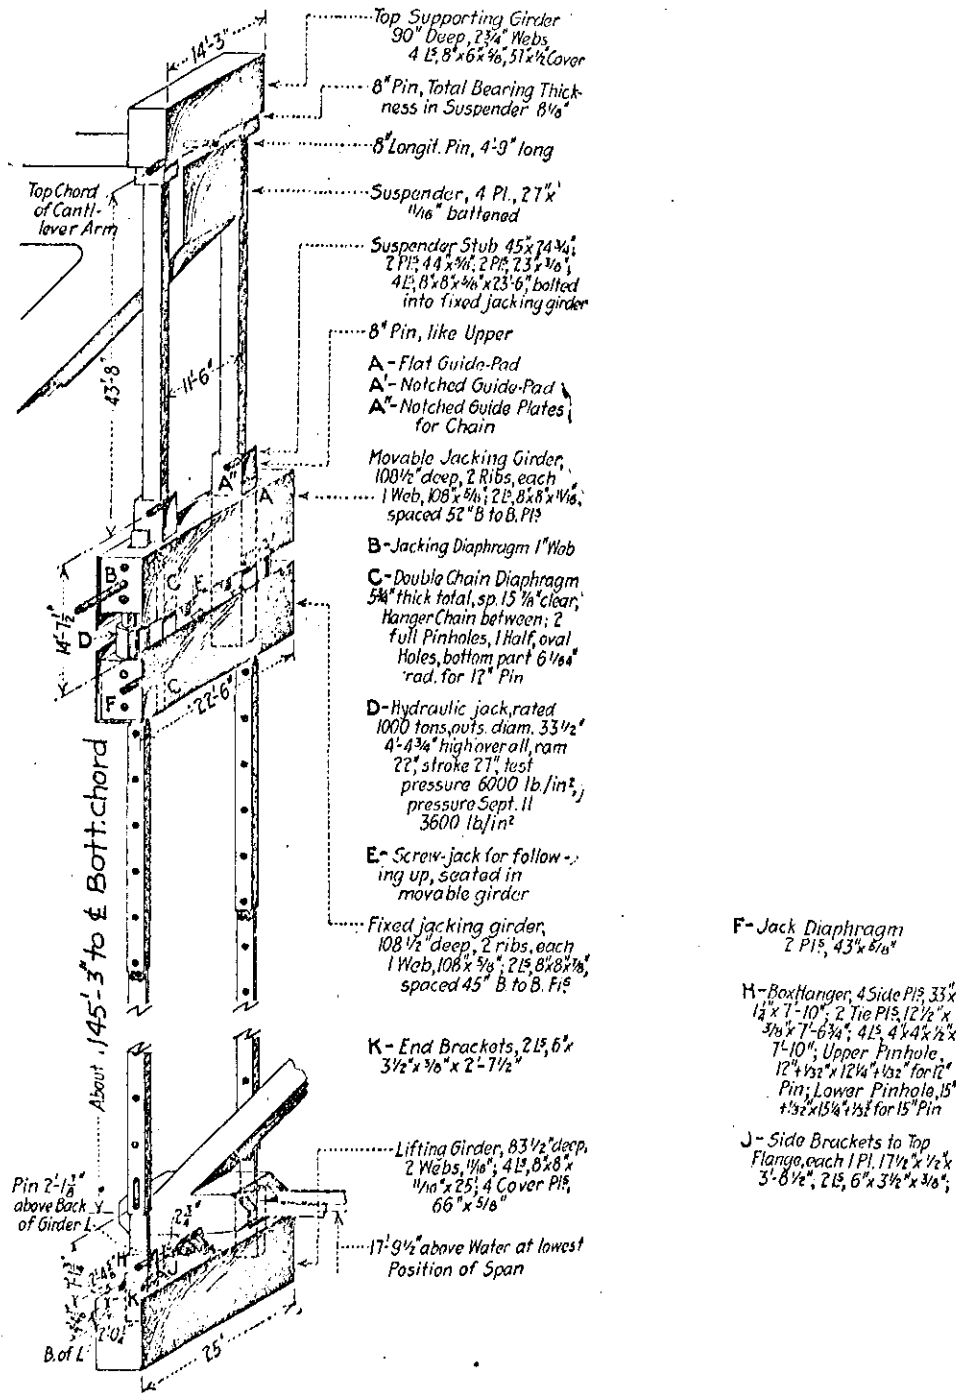 14'-3"
Top Supporting Girder
90" Deep, 2¾" Webs
8" Pin, Total Bearing Thick-
ness in Suspender 8⅛"
8" Longit. Pin, 4'-9" long
Top Chord
of Canti-
lever Arm
Suspender, 4 Pl., 27"x
11/16" battened
Suspender Stub 45"x24¾",
2 Pls, 44"x⅝", 2 Pls, 23"x⅜",
4 Ls, 8"x8"x⅝"x23'-6", bolted
into fixed jacking girder
8" Pin, like Upper
43'-8"
11'-6"
A-Flat Guide-Pad
A'-Notched Guide-Pad
A"-Notched Guide Plates
for Chain
A"
A
Movable Jacking Girder,
108½" deep, 2 Ribs, each
1 Web, 108"x⅝", 2 Ls, 8"x8"x11/16",
spaced 52" B to B. Pls
B
C
E
D
F
C
14'-7½"
22'-6"
B-Jacking Diaphragm 1" Web
C-Double Chain Diaphragm
thick total, sp. 15⅞" clear,
Hanger Chain between; 2
full Pinholes, 1 Half, oval
Holes, bottom part 6 1/64"
rad. for 12" Pin
D-Hydraulic jack, rated
1000 tons, outs. diam. 33½"
4'-4¾" high overall, ram
22", stroke 27", test
pressure 6000 lb./in²,
pressure Sept. 11
3600 lb/in²
E-Screw-jack for follow-
ing up, seated in
movable girder
About 145'-3" to ℄ Bott. chord
Fixed jacking girder,
108½" deep, 2 ribs, each
1 Web, 108"x⅝", 2 Ls, 8"x8"x⅞",
spaced 45" B to B.
K-End Brackets, 2 Ls, 6"x
3½"x⅜"x2'-7½"
Lifting Girder, 83½" deep,
2 Webs, 11/16", 4 Ls, 8"x8"x
11/16"x25', 4 Cover Pls,
66"x⅝"
17'-9½" above Water at lowest
Position of Span
Pin 2'-1⅞"
above Back
of Girder L
H
J
K
B. of L
25'
F-Jack Diaphragm
2 Pls, 43"x⅝"
H-Box Hanger, 4 Side Pls, 33"x
1¼"x7'-10"; 2 Tie Pls, 12½"x
⅜"x7'-6¾"; 4 Ls, 4"x4"x½"x
7'-10"; Upper Pinhole,
12"+1/32"x12¼"+1/32" for 12"
Pin; Lower Pinhole, 15"
+1/32"x15¼"+1/32" for 15" Pin
J-Side Brackets to Top
Flange, each 1 Pl. 17½"x½"x
3'-8½", 2 Ls, 6"x3½"x⅜";